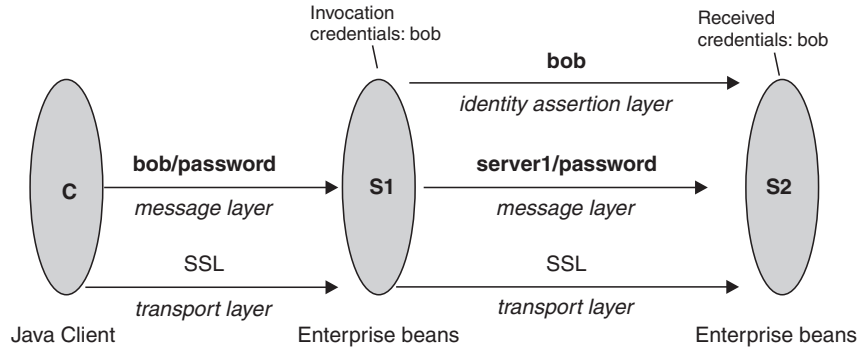 Invocation
credentials: bob
Received
credentials: bob
bob
identity assertion layer
bob/password
server1/password
C
S1
S2
message layer
message layer
SSL
SSL
transport layer
transport layer
Java Client
Enterprise beans
Enterprise beans